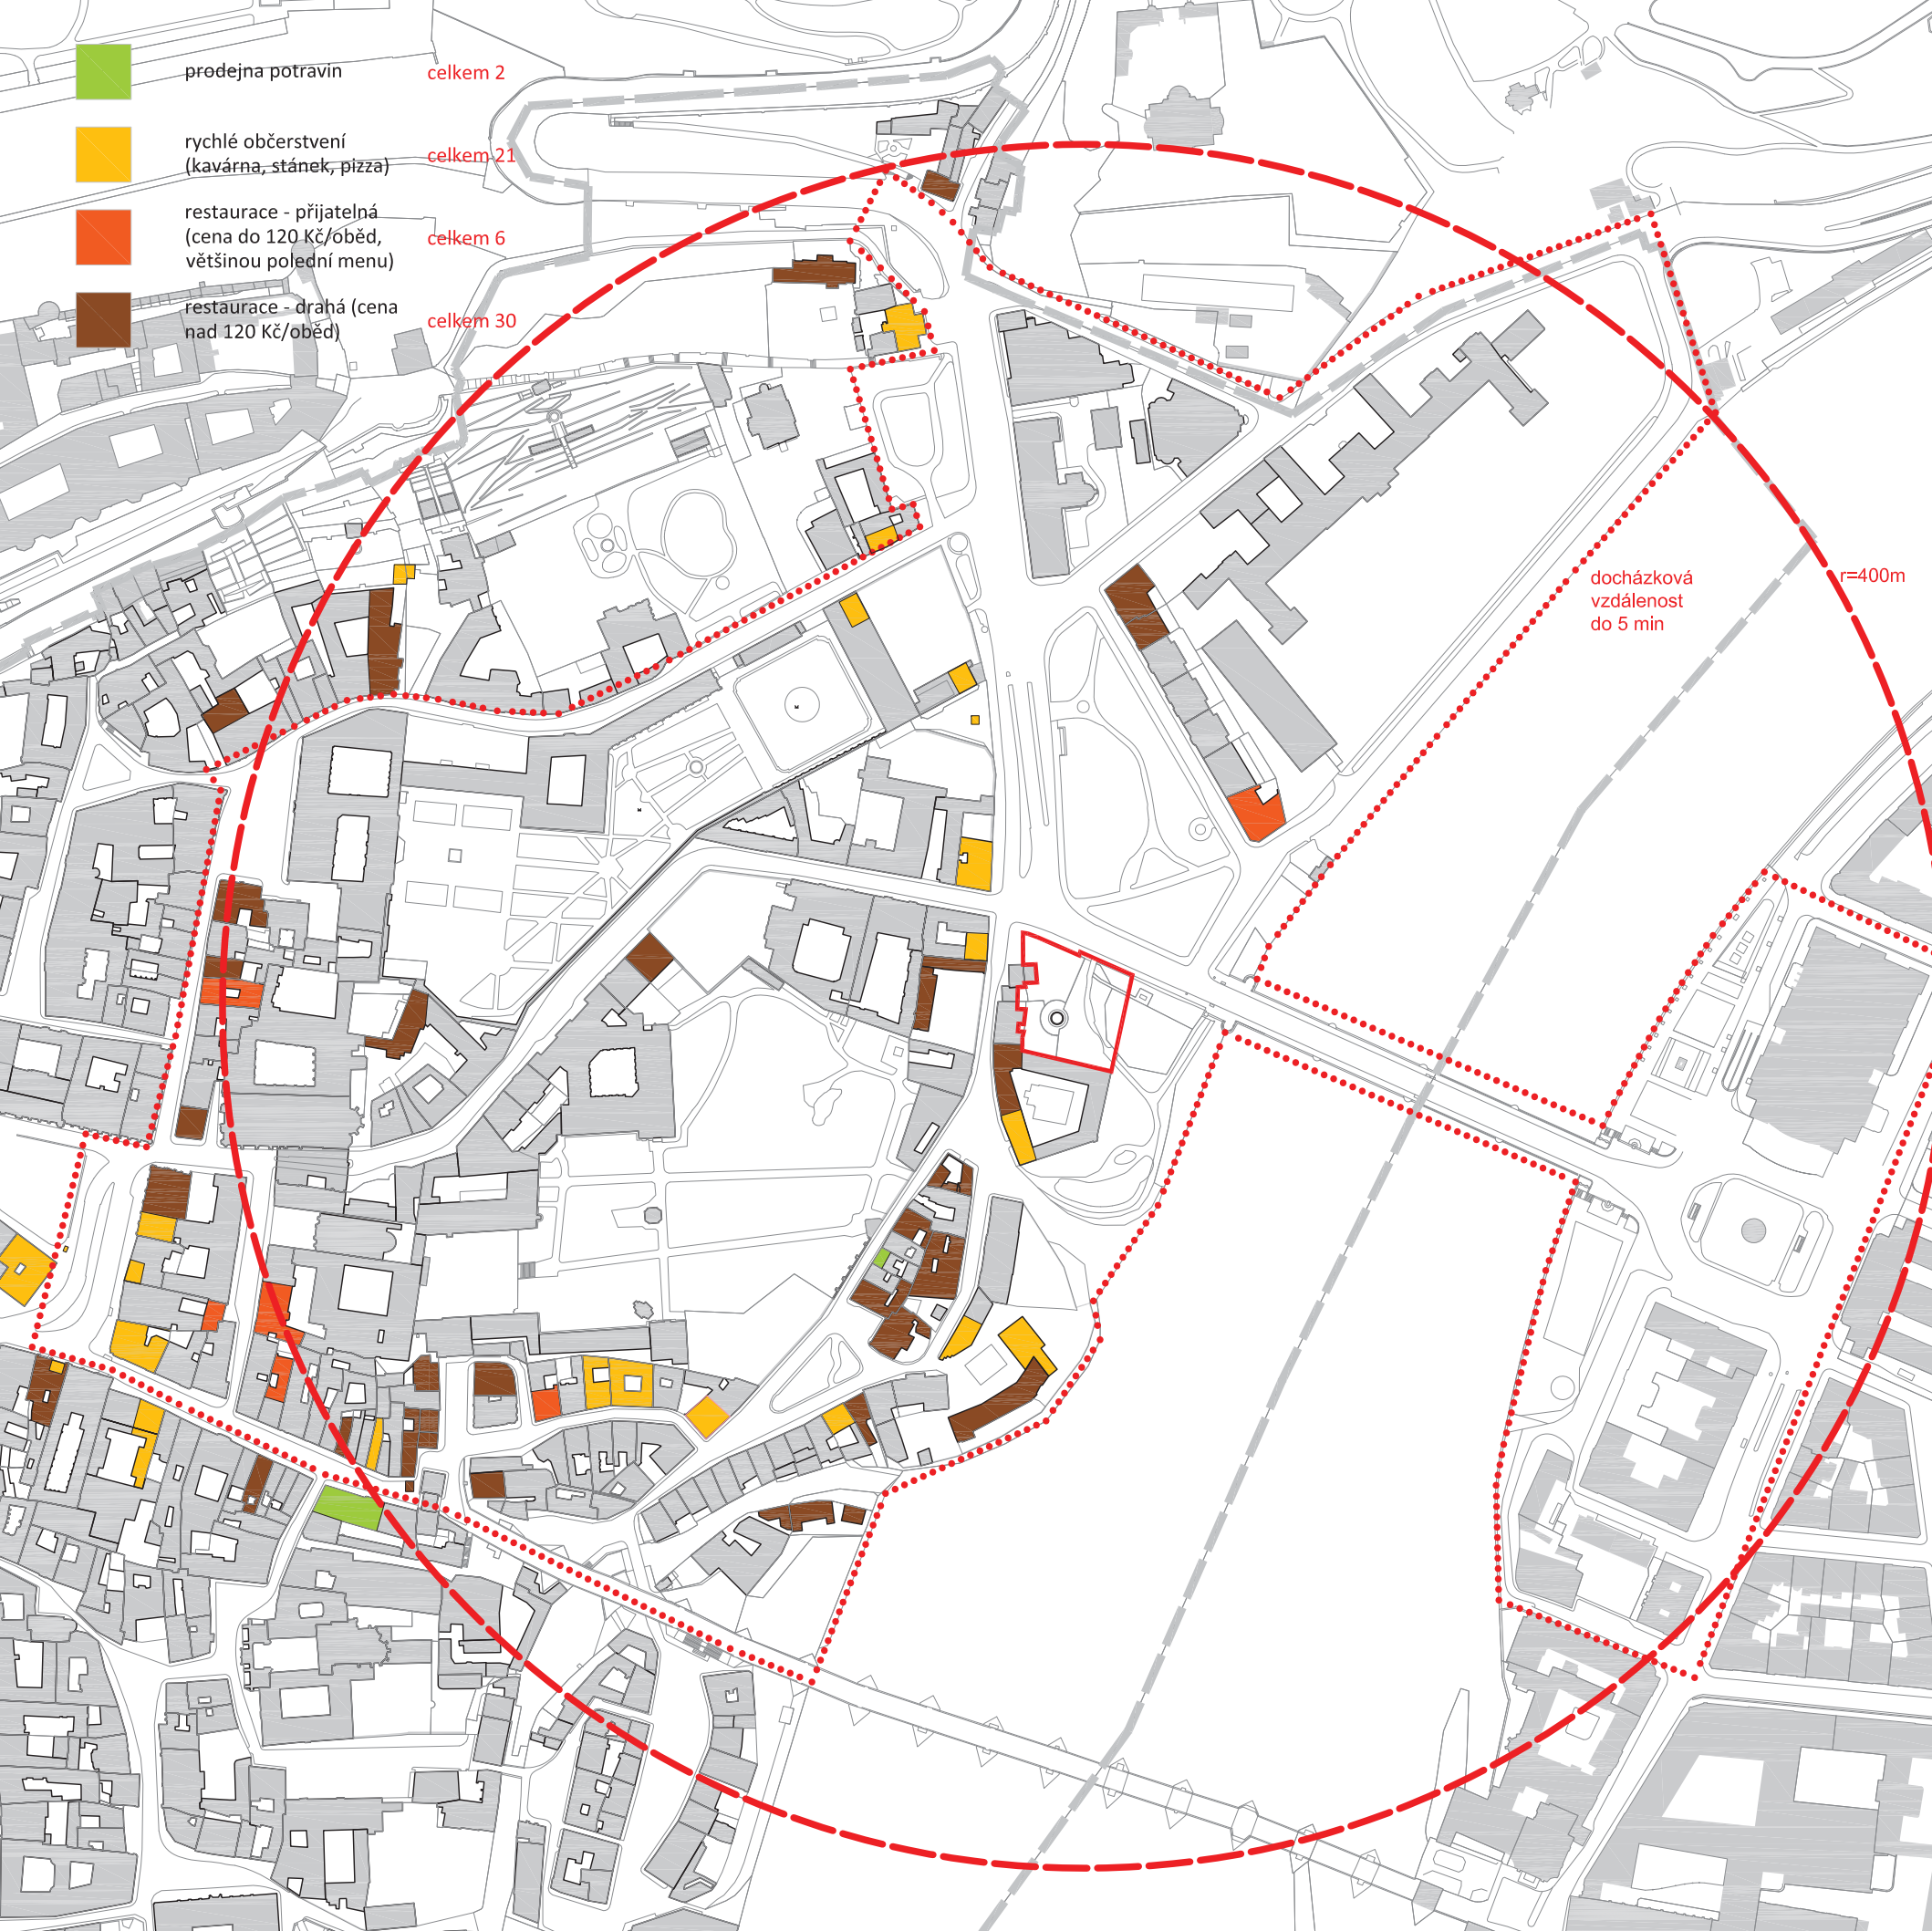 prodejna potravin celkem 2
rychlé občerstvení
(kavárna, stánek, pizza) celkem 21
restaurace - přijatelná
(cena do 120 Kč/oběd, celkem 6
většinou polední menu)
restaurace - drahá (cena
nad 120 Kč/oběd) celkem 30
r=400m
docházková
vzdálenost
do 5 min